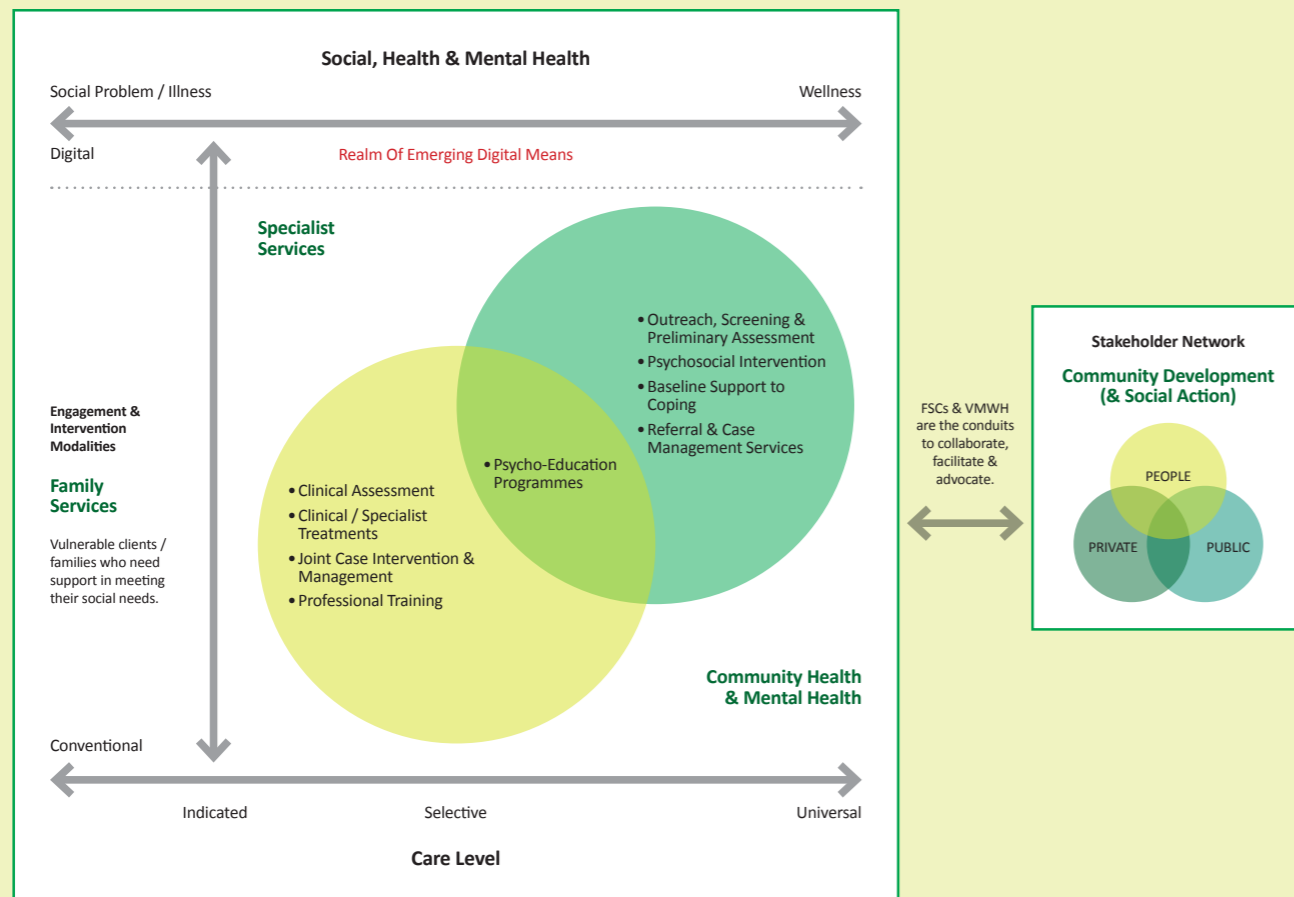 Social, Health & Mental Health
Social Problem / Illness
Wellness
Digital
Realm Of Emerging Digital Means
Specialist
Services
• Outreach, Screening &
Preliminary Assessment
• Psychosocial Intervention
• Baseline Support to
Coping
• Referral & Case
Management Services
• Psycho-Education
Programmes
Engagement &
Intervention
Modalities
Family
Services
Vulnerable clients /
families who need
support in meeting
their social needs.
• Clinical Assessment
• Clinical / Specialist
Treatments
• Joint Case Intervention &
Management
• Professional Training
Community Health
& Mental Health
Conventional
Indicated
Selective
Universal
Care Level
FSCs & VMWH
are the conduits
to collaborate,
facilitate &
advocate.
Stakeholder Network
Community Development
(& Social Action)
PEOPLE
PRIVATE
PUBLIC